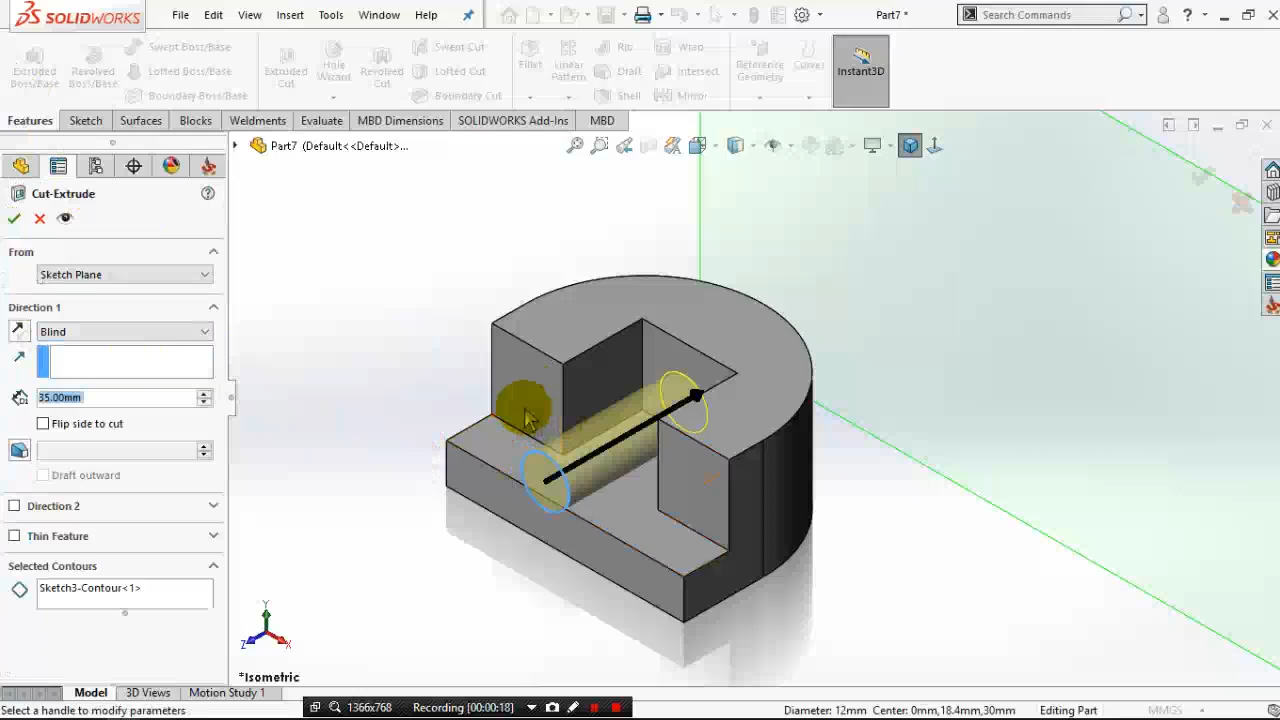 SOLIDWORKS File Edit View Insert Tools Window Help Part7 * Search Commands ?
Extruded Boss/Base Revolved Boss/Base Swept Boss/Base Lofted Boss/Base Boundary Boss/Base Extruded Cut Hole Wizard Revolved Cut Swept Cut Lofted Cut Boundary Cut Fillet Linear Pattern Rib Draft Shell Wrap Intersect Mirror Reference Geometry Curves Instant3D
Features Sketch Surfaces Blocks Weldments Evaluate MBD Dimensions SOLIDWORKS Add-Ins MBD
Part7 (Default<<Default>...
Cut-Extrude ?
From
Sketch Plane
Direction 1
Blind
D1 35.00mm
Flip side to cut
Draft outward
Direction 2
Thin Feature
Selected Contours
Sketch3-Contour<1>
Y
Z X
*Isometric
Model 3D Views Motion Study 1
1366x768 Recording [00:00:18]
Select a handle to modify parameters Diameter: 12mm Center: 0mm,18.4mm,30mm Editing Part MMGS